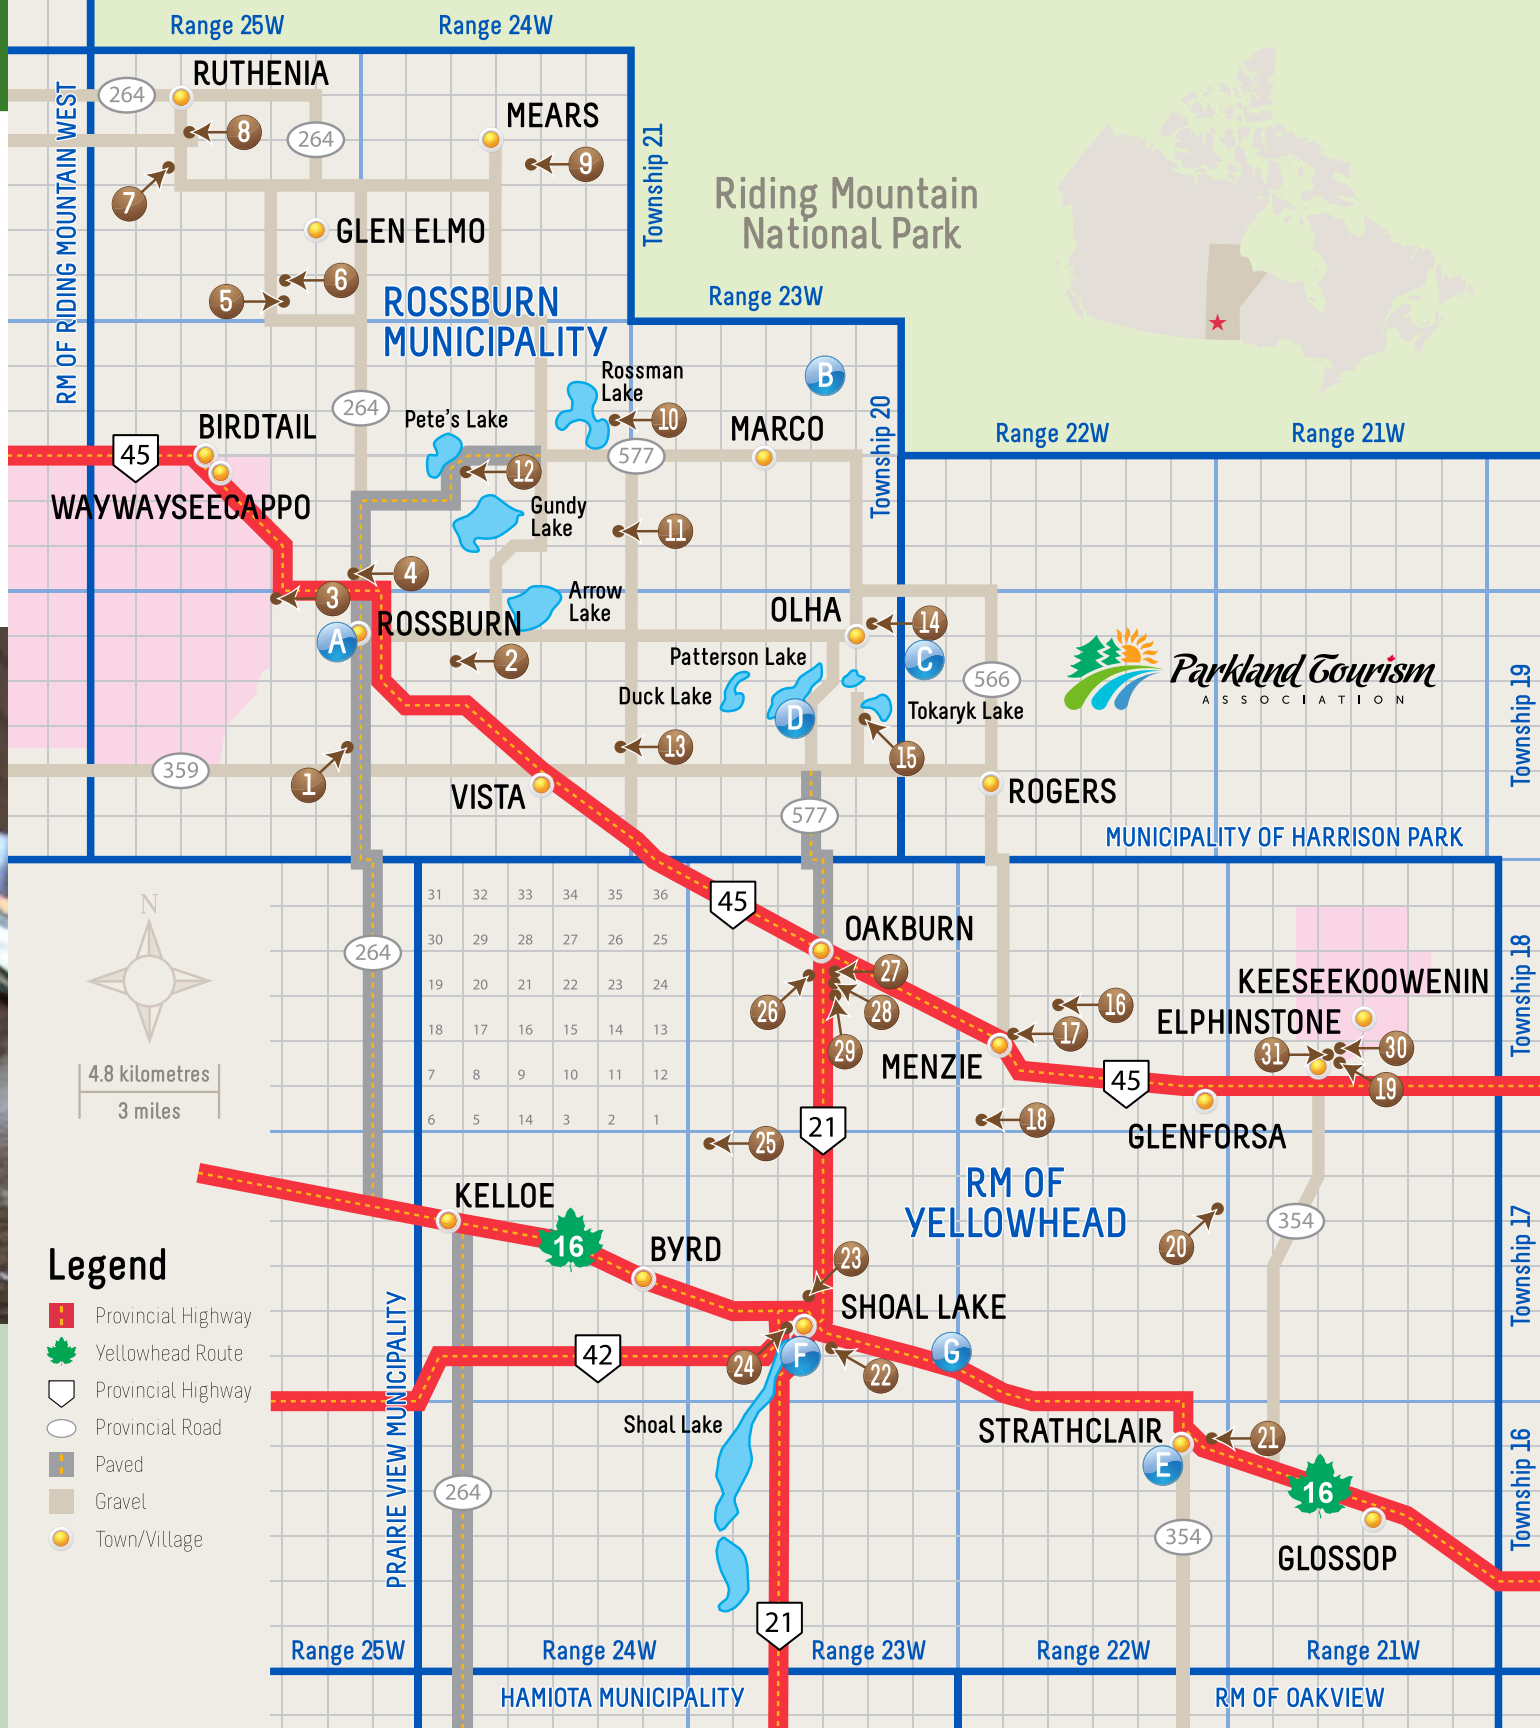 Range 25W
Range 24W
RUTHENIA
264
MEARS
8
264
9
7
RM OF RIDING MOUNTAIN WEST
Township 21
Riding Mountain
National Park
GLEN ELMO
6
5
ROSSBURN
MUNICIPALITY
Range 23W
B
Rossman
Lake
264
Pete's Lake
10
BIRDTAIL
MARCO
Township 20
Range 22W
Range 21W
45
577
12
WAYWAYSEECAPPO
Gundy
Lake
11
4
3
Arrow
Lake
OLHA
14
A
ROSSBURN
2
Patterson Lake
C
566
Parkland Tourism
ASSOCIATION
Duck Lake
D
Tokaryk Lake
Township 19
13
15
359
1
VISTA
ROGERS
577
MUNICIPALITY OF HARRISON PARK
31 32 33 34 35 36
45
N
OAKBURN
30 29 28 27 26 25
264
27
KEESEEKOOWENIN
Township 18
19 20 21 22 23 24
26
28
16
ELPHINSTONE
18 17 16 15 14 13
17
29
31
30
MENZIE
4.8 kilometres
3 miles
7 8 9 10 11 12
45
19
6 5 14 3 2 1
21
18
GLENFORSA
25
RM OF
YELLOWHEAD
KELLOE
16
354
Township 17
20
BYRD
23
Legend
Provincial Highway
Yellowhead Route
Provincial Highway
Provincial Road
Paved
Gravel
Town/Village
SHOAL LAKE
PRAIRIE VIEW MUNICIPALITY
42
24
F
22
G
Shoal Lake
STRATHCLAIR
21
E
Township 16
264
16
354
GLOSSOP
21
Range 25W
Range 24W
Range 23W
Range 22W
Range 21W
HAMIOTA MUNICIPALITY
RM OF OAKVIEW